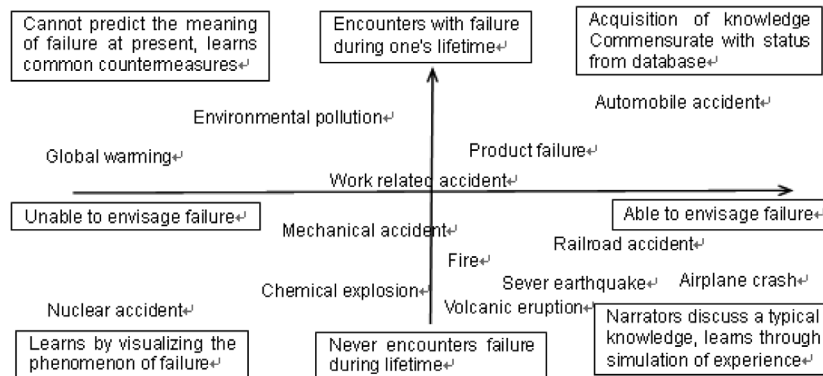 Cannot predict the meaning
of failure at present, learns
common countermeasures↵
Encounters with failure
during one's lifetime↵
Acquisition of knowledge
Commensurate with status
from database↵
Automobile accident↵
Environmental pollution↵
Global warming↵
Product failure↵
Work related accident↵
Unable to envisage failure↵
Able to envisage failure↵
Mechanical accident↵
Railroad accident↵
Fire↵
Sever earthquake↵
Airplane crash↵
Chemical explosion↵
Volcanic eruption↵
Nuclear accident↵
Learns by visualizing the
phenomenon of failure↵
Never encounters failure
during lifetime↵
Narrators discuss a typical
knowledge, learns through
simulation of experience↵